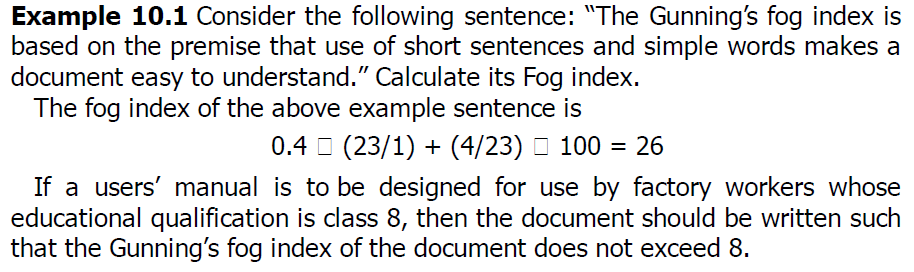 Example 10.1 Consider the following sentence: “The Gunning’s fog index is
based on the premise that use of short sentences and simple words makes a
document easy to understand.” Calculate its Fog index.
The fog index of the above example sentence is
0.4 □ (23/1) + (4/23) □ 100 = 26
If a users’ manual is to be designed for use by factory workers whose
educational qualification is class 8, then the document should be written such
that the Gunning’s fog index of the document does not exceed 8.